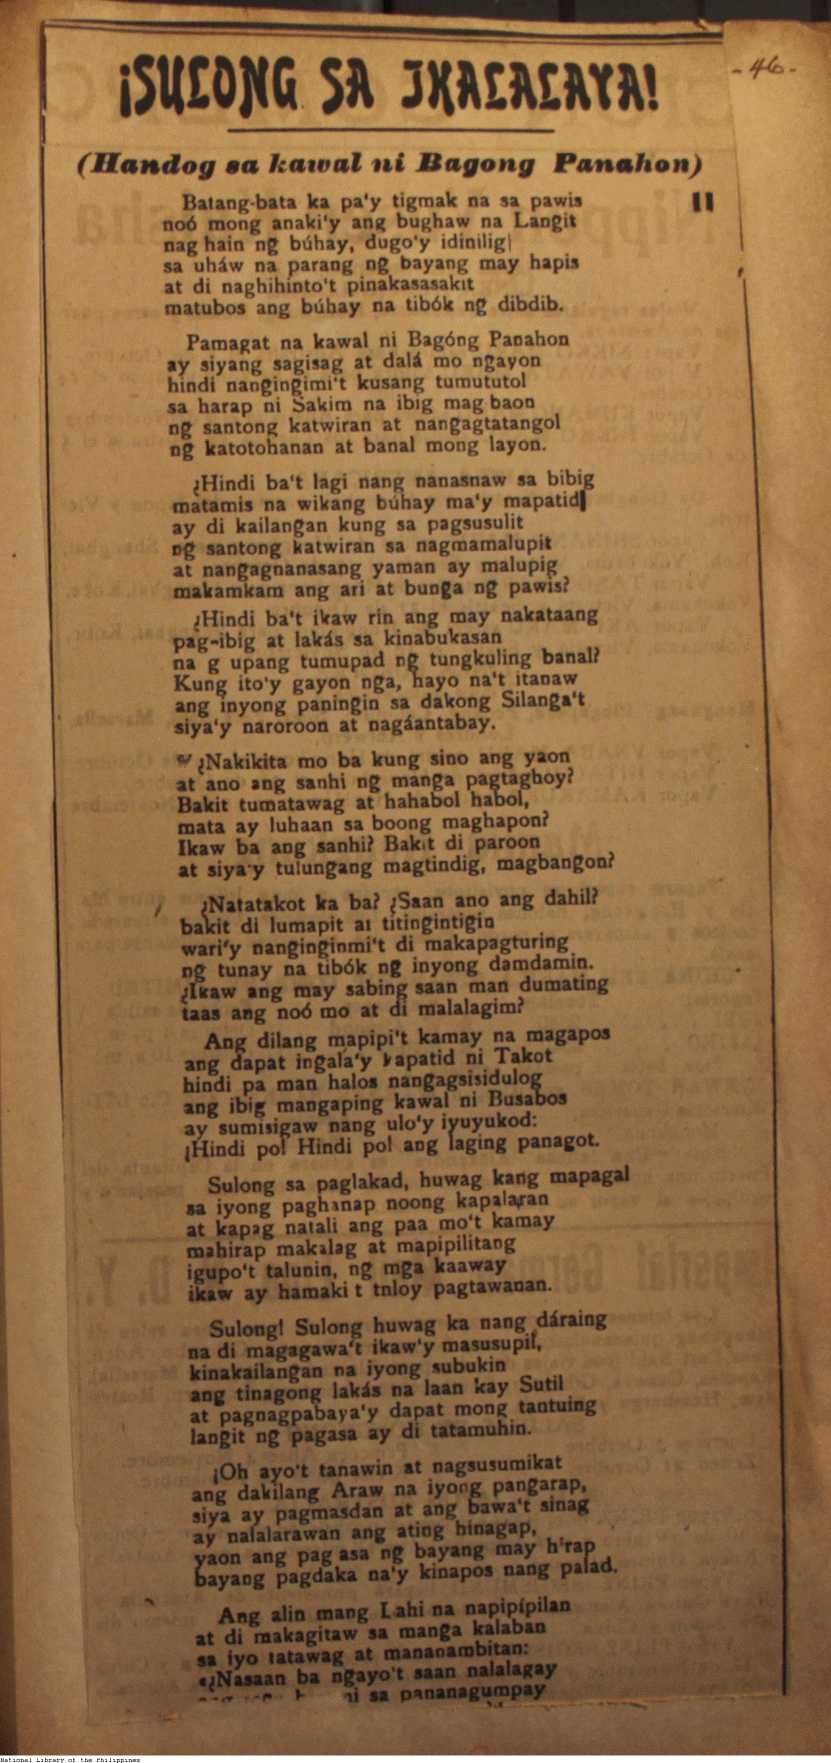 - 46 -
¡SULONG SA IKALALAYA!
(Handog sa kawal ni Bagong Panahon)
II
Batang-bata ka pa'y tigmak na sa pawis
noó mong anaki'y ang bughaw na Langit
nag hain ng búhay, dugo'y idinilig
sa uháw na parang ng bayang may hapis
at di naghihinto't pinakasasakit
matubos ang búhay na tibók ng dibdib.
Pamagat na kawal ni Bagóng Panahon
ay siyang sagisag at dalá mo ngayon
hindi nangingimi't kusang tumututol
sa harap ni Sakim na ibig mag baon
ng santong katwiran at nangagtatangol
ng katotohanan at banal mong layon.
¿Hindi ba't lagi nang nanasnaw sa bibig
matamis na wikang búhay ma'y mapatid
ay di kailangan kung sa pagsusulit
ng santong katwiran sa nagmamalupit
at nangagnanasang yaman ay malupig
makamkam ang ari at bunga ng pawis?
¿Hindi ba't ikaw rin ang may nakataang
pag-ibig at lakás sa kinabukasan
na g upang tumupad ng tungkuling banal?
Kung ito'y gayon nga, hayo na't itanaw
ang inyong paningin sa dakong Silanga't
siya'y naroroon at nagáantabay.
¿Nakikita mo ba kung sino ang yaon
at ano ang sanhi ng manga pagtaghoy?
Bakit tumatawag at hahabol habol,
mata ay luhaan sa boong maghapon?
Ikaw ba ang sanhi? Bakit di paroon
at siya'y tulungang magtindig, magbangon?
¿Natatakot ka ba? ¿Saan ano ang dahil?
bakit di lumapit at titingintigin
wari'y nanginginmi't di makapagturing
ng tunay na tibók ng inyong damdamin.
¿Ikaw ang may sabing saan man dumating
taas ang noó mo at di malalagim?
Ang dilang mapipi't kamay na magapos
ang dapat ingala'y kapatid ni Takot
hindi pa man halos nangagsisidulog
ang ibig mangaping kawal ni Busabos
ay sumisigaw nang ulo'y iyuyukod:
¡Hindi po! Hindi po! ang laging panagot.
Sulong sa paglakad, huwag kang mapagal
sa iyong paghanap noong kapalaran
at kapag natali ang paa mo't kamay
mahirap makalag at mapipilitang
igupo't talunin, ng mga kaaway
ikaw ay hamaki t tnloy pagtawanan.
Sulong! Sulong huwag ka nang dáraing
na di magagawa't ikaw'y masusupil,
kinakailangan na iyong subukin
ang tinagong lakás na laan kay Sutil
at pagnagpabaya'y dapat mong tantuing
langit ng pagasa ay di tatamuhin.
¡Oh ayo't tanawin at nagsusumikat
ang dakilang Araw na iyong pangarap,
siya ay pagmasdan at ang bawa't sinag
ay nalalarawan ang ating hinagap,
yaon ang pag asa ng bayang may h'rap
bayang pagdaka na'y kinapos nang palad.
Ang alin mang Lahi na napipípilan
at di makagitaw sa manga kalaban
sa iyo tatawag at mananambitan:
«¿Nasaan ba ngayo't saan nalalagay
ni sa pananagumpay
National Library of the Philippines